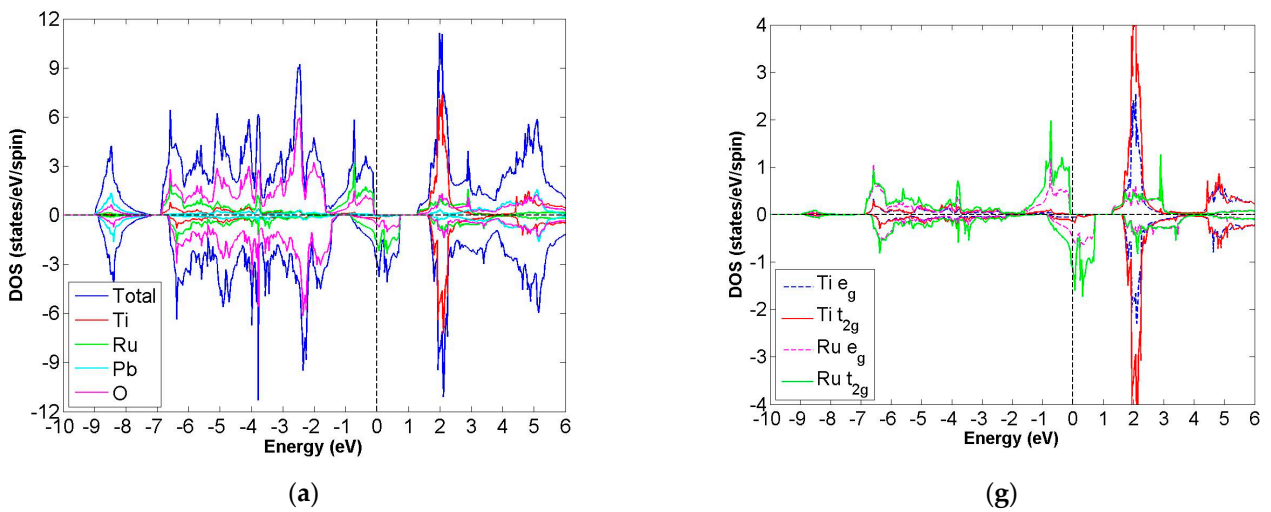 12
9
6
3
0
-3
-6
-9
-12
DOS (states/eV/spin)
Total
Ti
Ru
Pb
O
-10 -9 -8 -7 -6 -5 -4 -3 -2 -1 0 1 2 3 4 5 6
Energy (eV)
(a)
4
3
2
1
0
-1
-2
-3
-4
DOS (states/eV/spin)
Ti eg
Ti t2g
Ru eg
Ru t2g
-10 -9 -8 -7 -6 -5 -4 -3 -2 -1 0 1 2 3 4 5 6
Energy (eV)
(g)